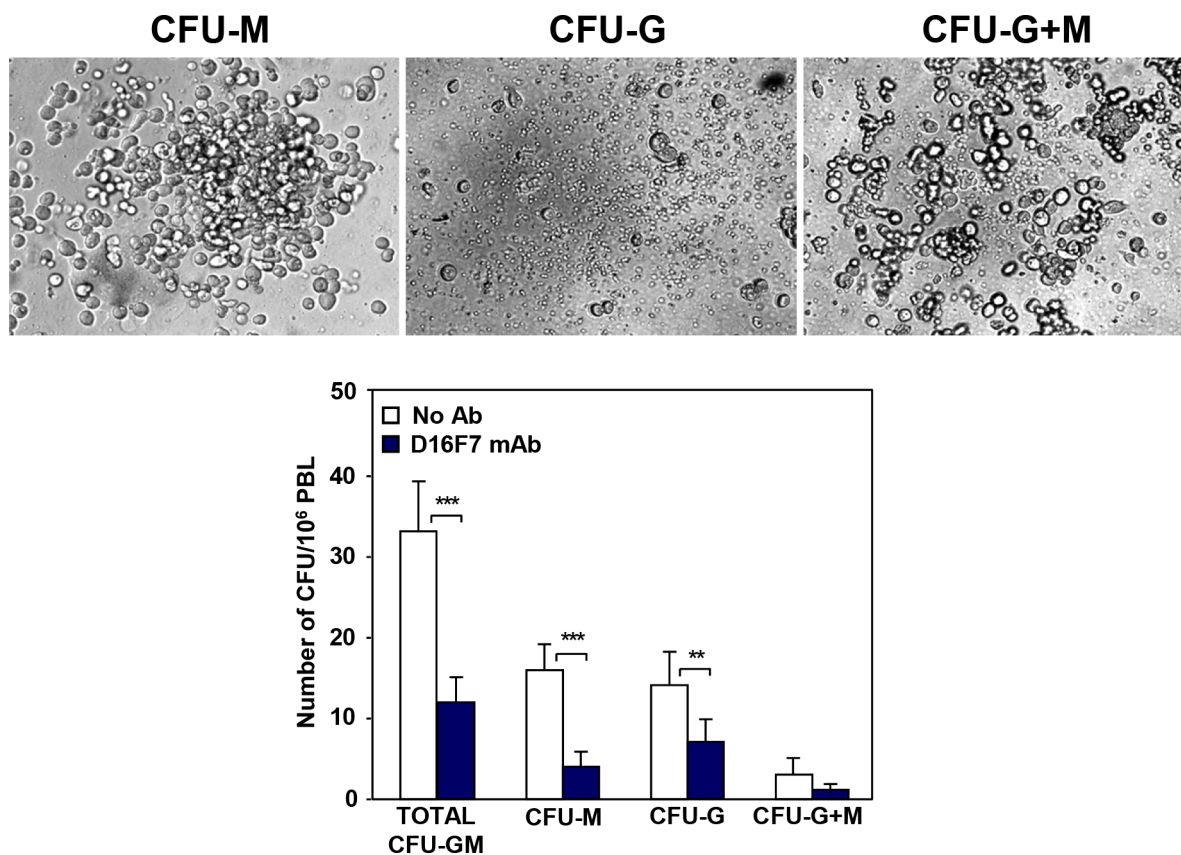 CFU-M
CFU-G
CFU-G+M
50
40
30
20
10
0
Number of CFU/10⁶ PBL
No Ab
D16F7 mAb
***
***
**
TOTAL
CFU-GM
CFU-M
CFU-G
CFU-G+M